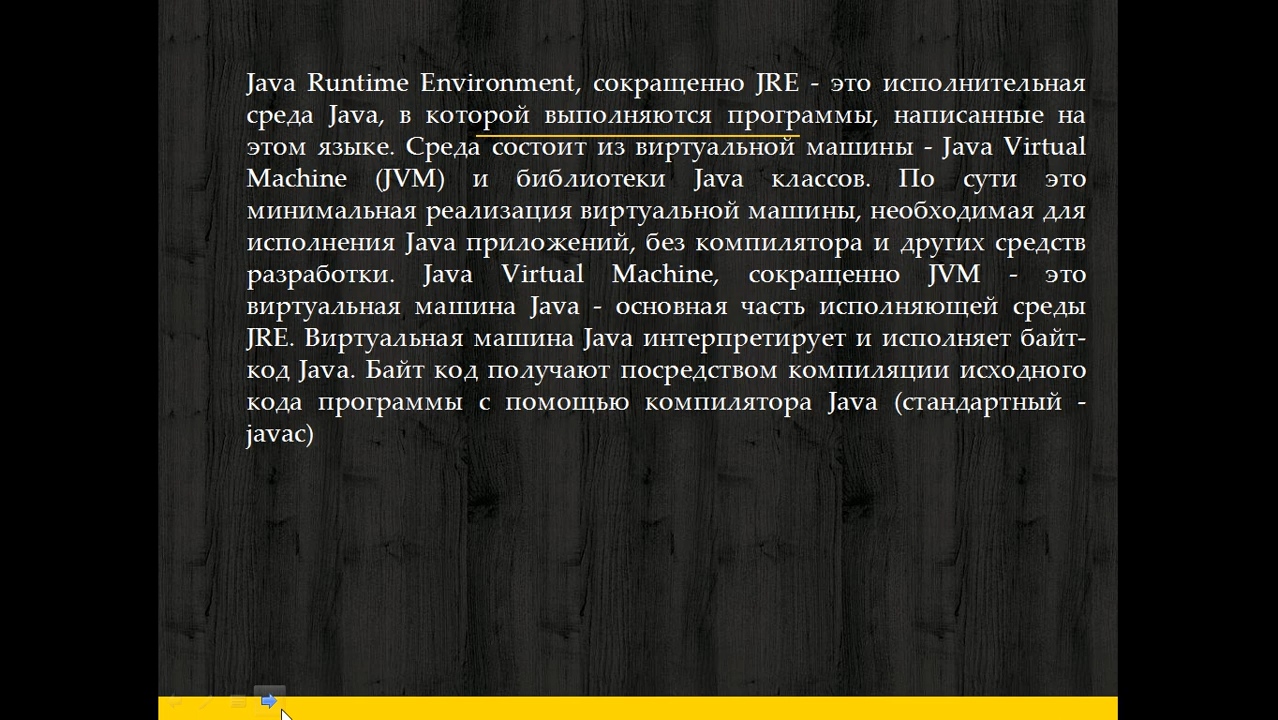 Java Runtime Environment, сокращенно JRE - это исполнительная
среда Java, в которой выполняются программы, написанные на
этом языке. Среда состоит из виртуальной машины - Java Virtual
Machine (JVM) и библиотеки Java классов. По сути это
минимальная реализация виртуальной машины, необходимая для
исполнения Java приложений, без компилятора и других средств
разработки. Java Virtual Machine, сокращенно JVM - это
виртуальная машина Java - основная часть исполняющей среды
JRE. Виртуальная машина Java интерпретирует и исполняет байт-
код Java. Байт код получают посредством компиляции исходного
кода программы с помощью компилятора Java (стандартный -
javac)